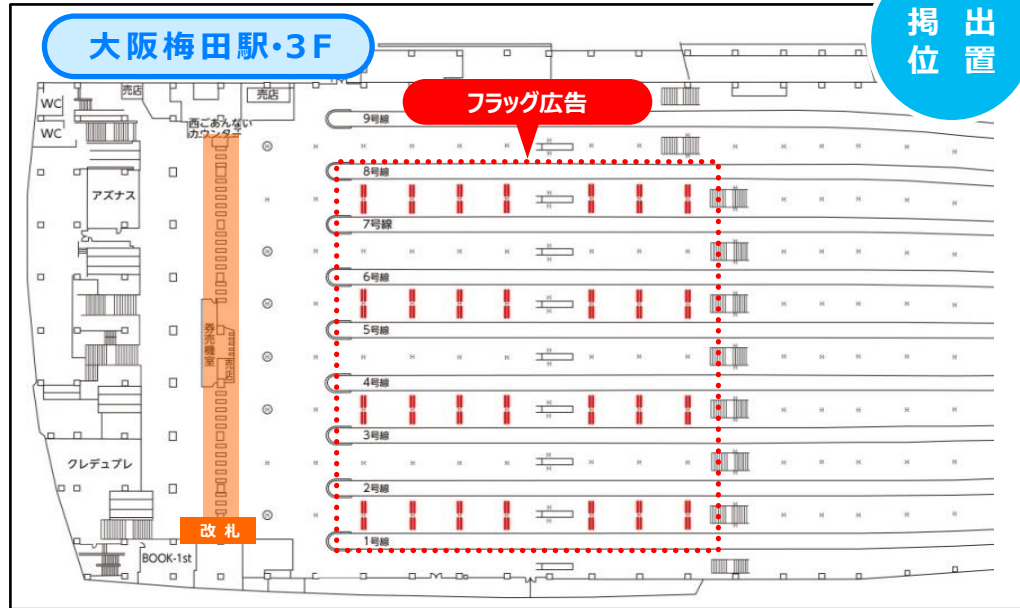 大阪梅田駅・3F
掲出
位置
フラッグ広告
WC
WC
売店
売店
西ごあんない
カウンター
アズナス
券売機室
売店
クレデュプレ
BOOK-1st
改札
9号線
8号線
7号線
6号線
5号線
4号線
3号線
2号線
1号線